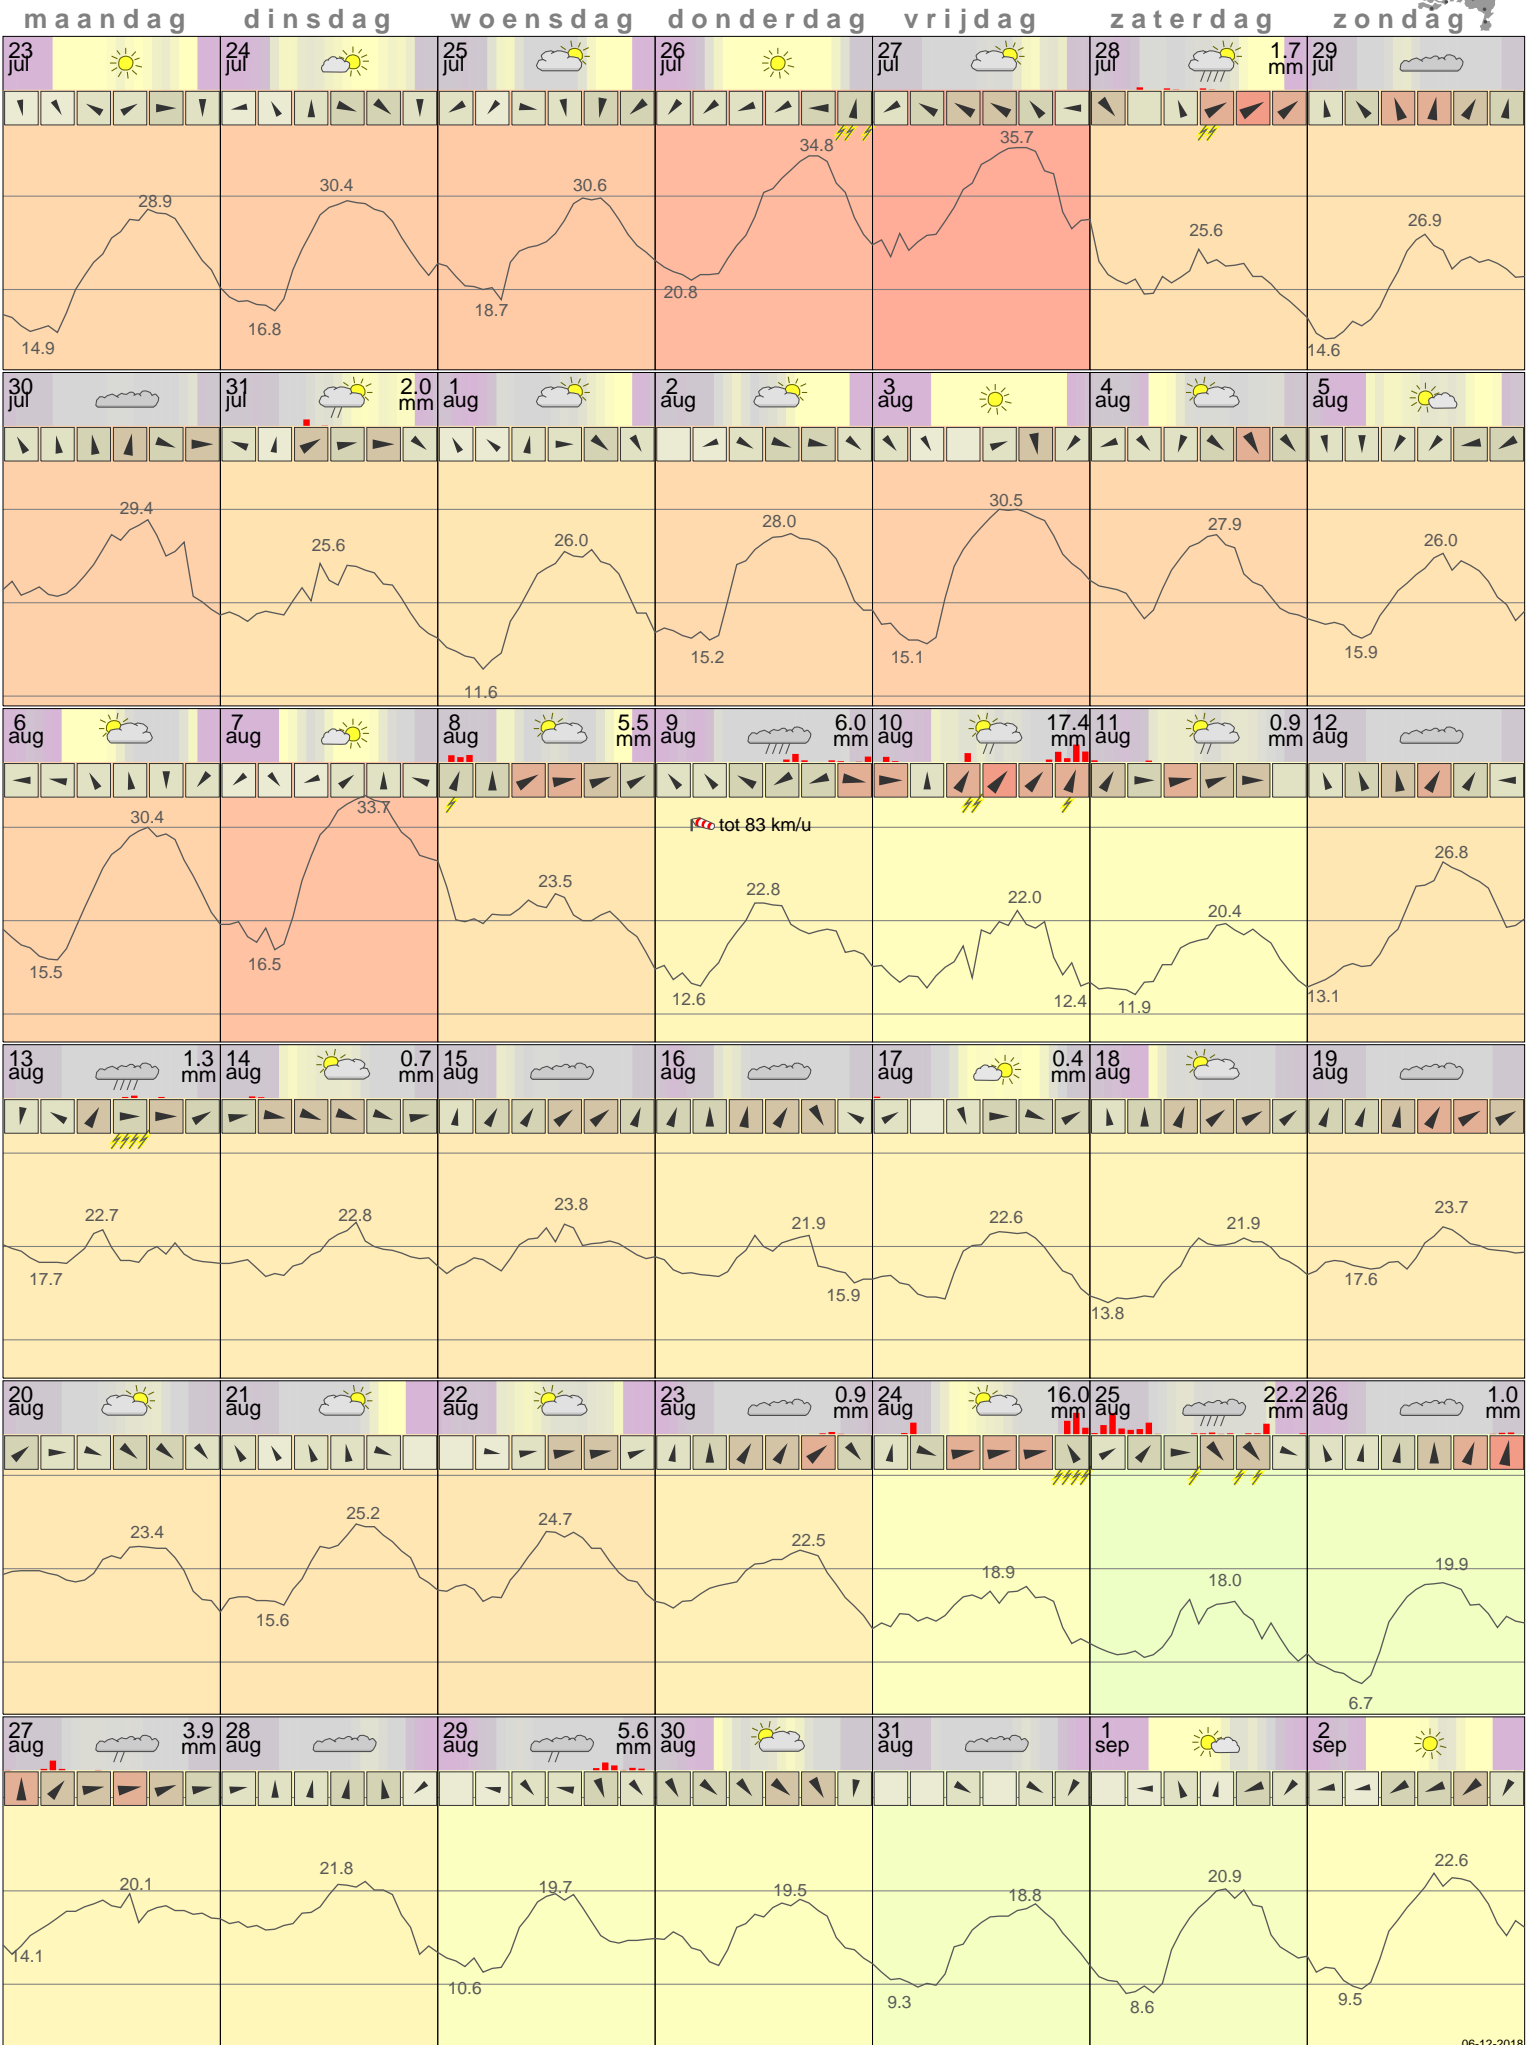 maandag dinsdag woensdag donderdag vrijdag zaterdag zondag
23 jul 24 jul 25 jul 26 jul 27 jul 28 jul 1.7 mm 29 jul
28.9 30.4 30.6 34.8 35.7 25.6 26.9
14.9 16.8 18.7 20.8 14.6
30 jul 31 jul 2.0 mm 1 aug 2 aug 3 aug 4 aug 5 aug
29.4 25.6 26.0 28.0 30.5 27.9 26.0
11.6 15.2 15.1 15.9
6 aug 7 aug 8 aug 5.5 mm 9 aug 6.0 mm 10 aug 17.4 mm 11 aug 0.9 mm 12 aug
tot 83 km/u
30.4 33.7 23.5 22.8 22.0 20.4 26.8
15.5 16.5 12.6 12.4 11.9 13.1
13 aug 1.3 mm 14 aug 0.7 mm 15 aug 16 aug 17 aug 0.4 mm 18 aug 19 aug
22.7 22.8 23.8 21.9 22.6 21.9 23.7
17.7 15.9 13.8 17.6
20 aug 21 aug 22 aug 23 aug 0.9 mm 24 aug 16.0 mm 25 aug 22.2 mm 26 aug 1.0 mm
23.4 25.2 24.7 22.5 18.9 18.0 19.9
15.6 6.7
27 aug 3.9 mm 28 aug 29 aug 5.6 mm 30 aug 31 aug 1 sep 2 sep
20.1 21.8 19.7 19.5 18.8 20.9 22.6
14.1 10.6 9.3 8.6 9.5
06-12-2018